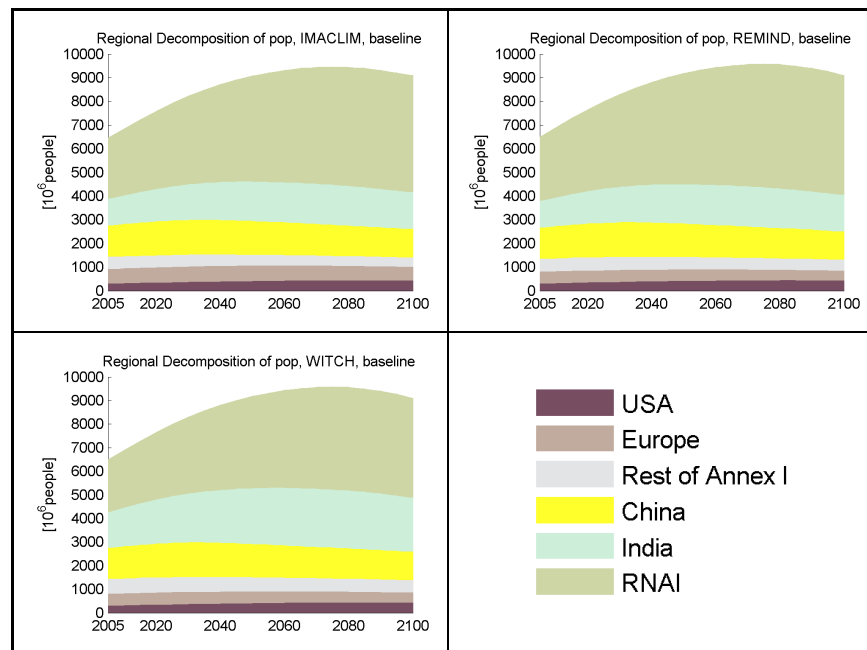 Regional Decomposition of pop, IMACLIM, baseline
10000
9000
8000
7000
6000
5000
4000
3000
2000
1000
0
[10^6people]
2005 2020 2040 2060 2080 2100
Regional Decomposition of pop, REMIND, baseline
10000
9000
8000
7000
6000
5000
4000
3000
2000
1000
0
[10^6people]
2005 2020 2040 2060 2080 2100
Regional Decomposition of pop, WITCH, baseline
10000
9000
8000
7000
6000
5000
4000
3000
2000
1000
0
[10^6people]
2005 2020 2040 2060 2080 2100
USA
Europe
Rest of Annex I
China
India
RNAI